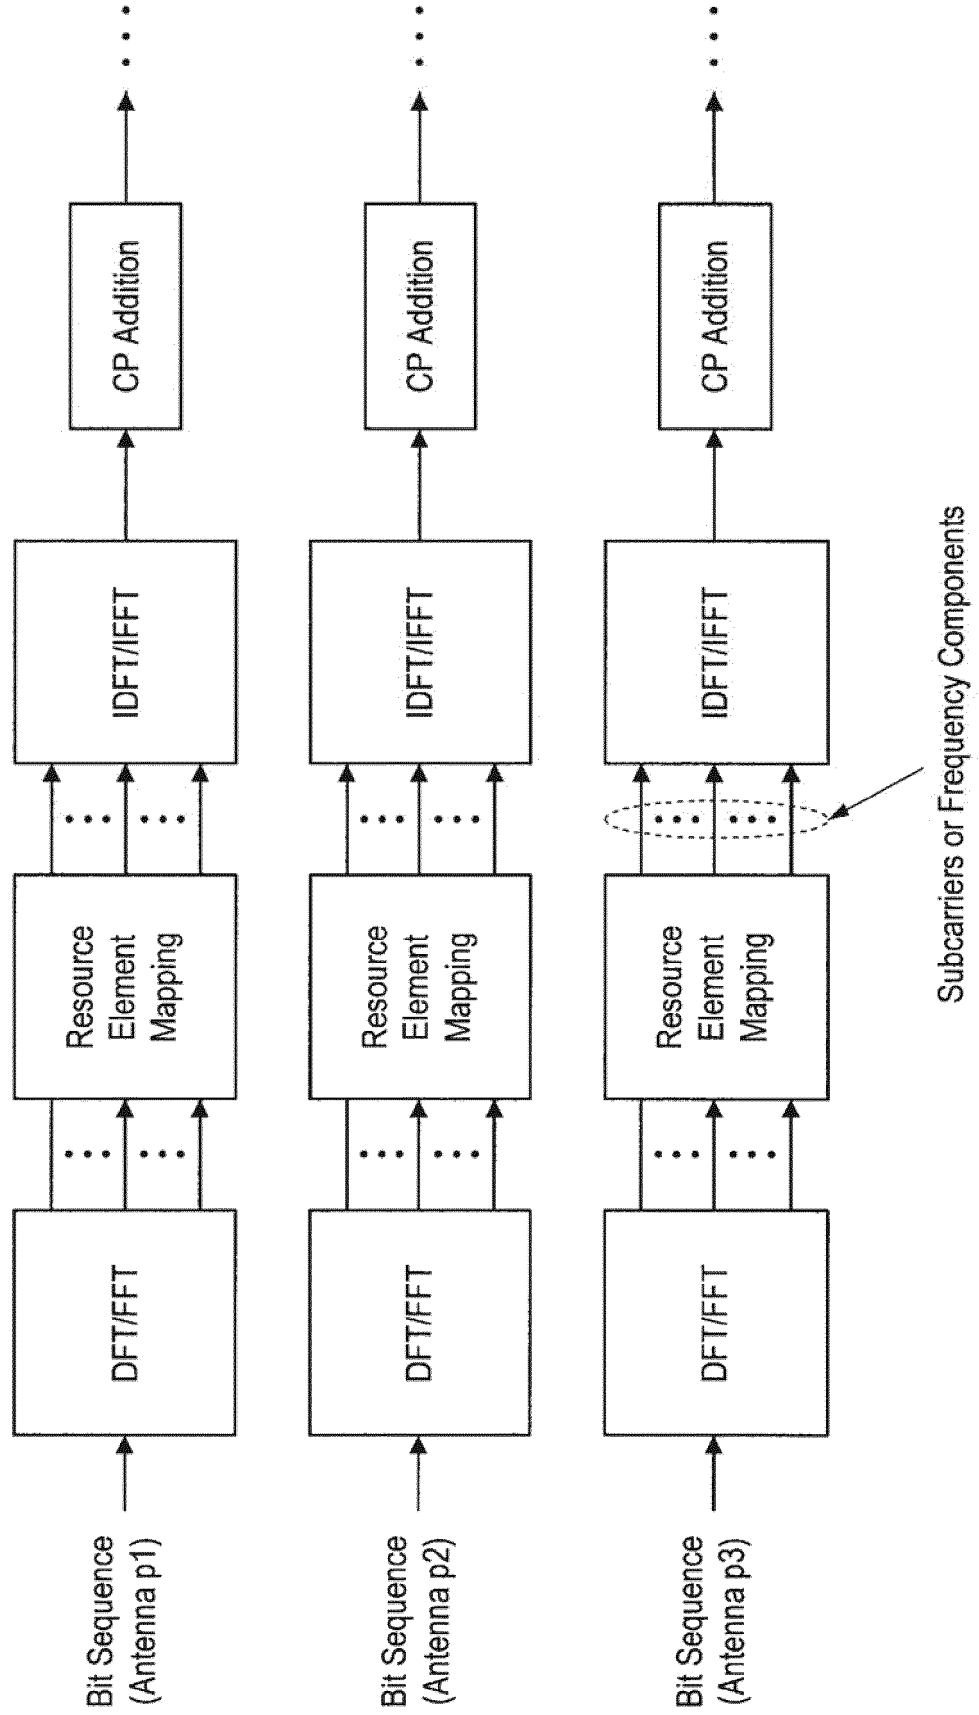 Bit Sequence
(Antenna p1)
DFT/FFT
Resource
Element
Mapping
IDFT/IFFT
CP Addition
Bit Sequence
(Antenna p2)
DFT/FFT
Resource
Element
Mapping
IDFT/IFFT
CP Addition
Bit Sequence
(Antenna p3)
DFT/FFT
Resource
Element
Mapping
IDFT/IFFT
CP Addition
Subcarriers or Frequency Components